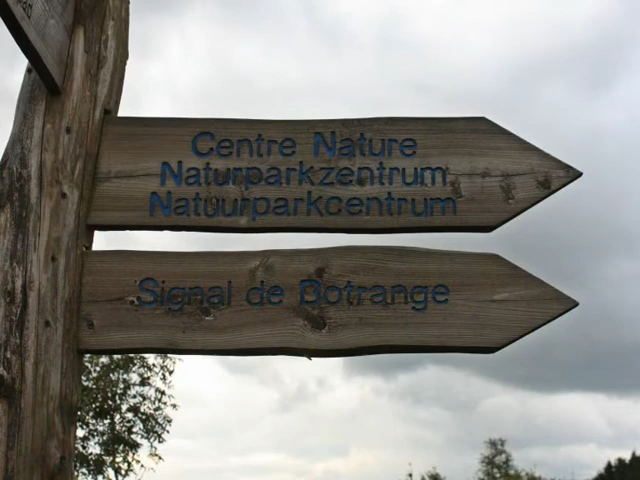 Centre Nature
Naturparkzentrum
Natuurparkcentrum
Signal de Botrange